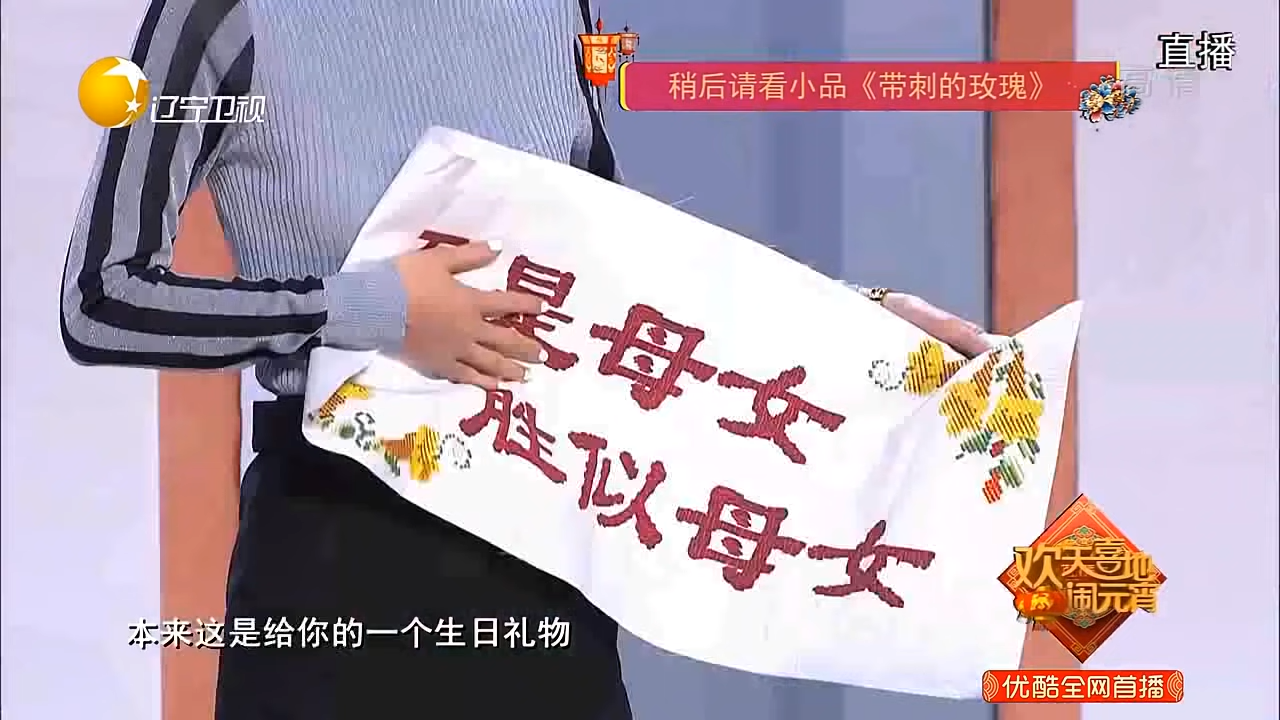 直播
稍后请看小品《带刺的玫瑰》
辽宁卫视
是母女
胜似母女
欢天喜地
闹元宵
本来这是给你的一个生日礼物
优酷全网首播